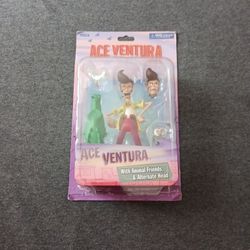 ACE VENTURA
ACE VENTURA
With Animal Friends
& Alternate Head